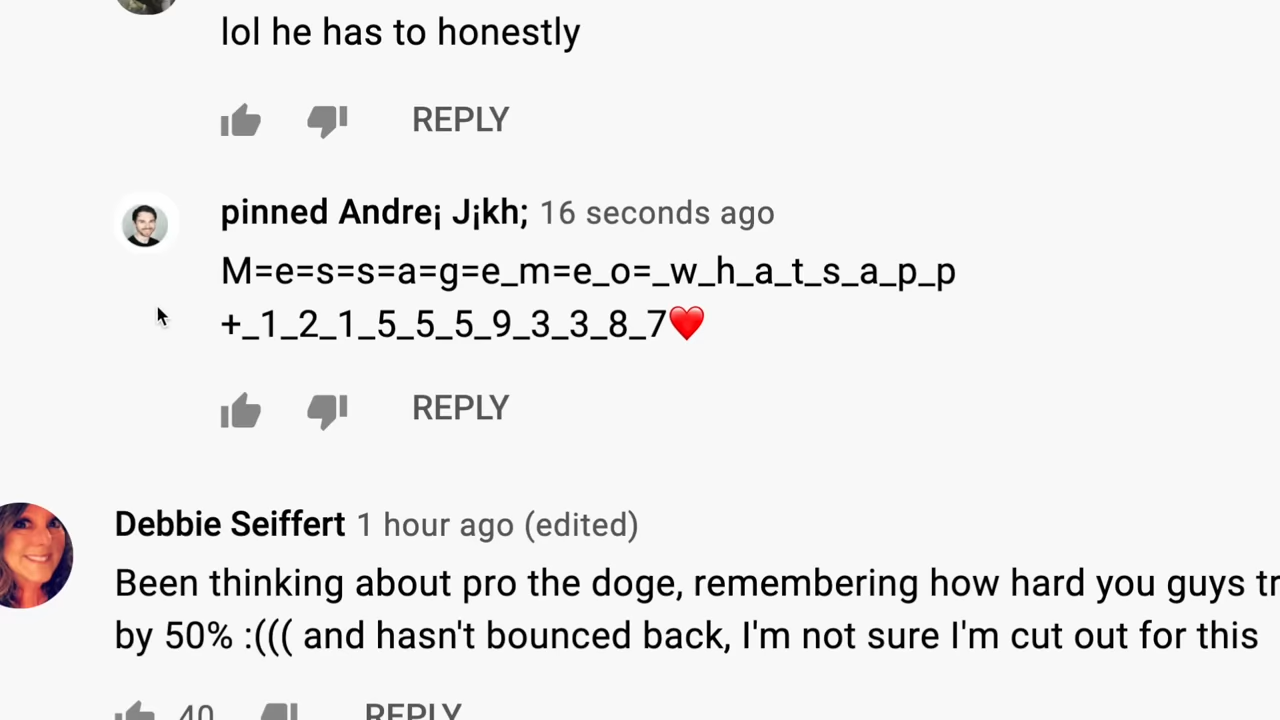 lol he has to honestly
REPLY
pinned Andre¡ J¡kh; 16 seconds ago
M=e=s=s=a=g=e_m=e_o=_w_h_a_t_s_a_p_p
+_1_2_1_5_5_5_9_3_3_8_7❤️
REPLY
Debbie Seiffert 1 hour ago (edited)
Been thinking about pro the doge, remembering how hard you guys tr
by 50% :((( and hasn't bounced back, I'm not sure I'm cut out for this
40 REPLY